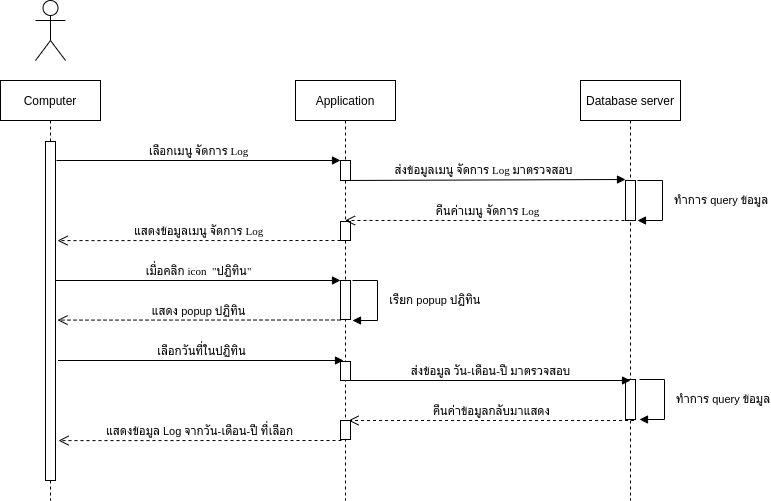 Computer
Application
Database server
เลือกเมนู จัดการ Log
ส่งข้อมูลเมนู จัดการ Log มาตรวจสอบ
ทำการ query ข้อมูล
คืนค่าเมนู จัดการ Log
แสดงข้อมูลเมนู จัดการ Log
เมื่อคลิก icon "ปฏิทิน"
เรียก popup ปฏิทิน
แสดง popup ปฏิทิน
เลือกวันที่ในปฏิทิน
ส่งข้อมูล วัน-เดือน-ปี มาตรวจสอบ
ทำการ query ข้อมูล
คืนค่าข้อมูลกลับมาแสดง
แสดงข้อมูล Log จากวัน-เดือน-ปี ที่เลือก